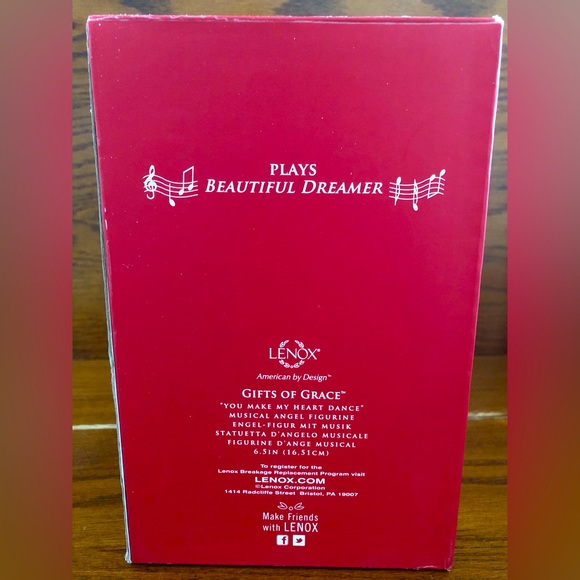 PLAYS
BEAUTIFUL DREAMER
LENOX®
American by Design™
GIFTS OF GRACE™
"YOU MAKE MY HEART DANCE"
MUSICAL ANGEL FIGURINE
ENGEL-FIGUR MIT MUSIK
STATUETTA D'ANGELO MUSICALE
FIGURINE D'ANGE MUSICAL
6.5IN (16.51CM)
To register for the
Lenox Breakage Replacement Program visit
LENOX.COM
©Lenox Corporation
1414 Radcliffe Street Bristol, PA 19007
Make Friends
with LENOX
f